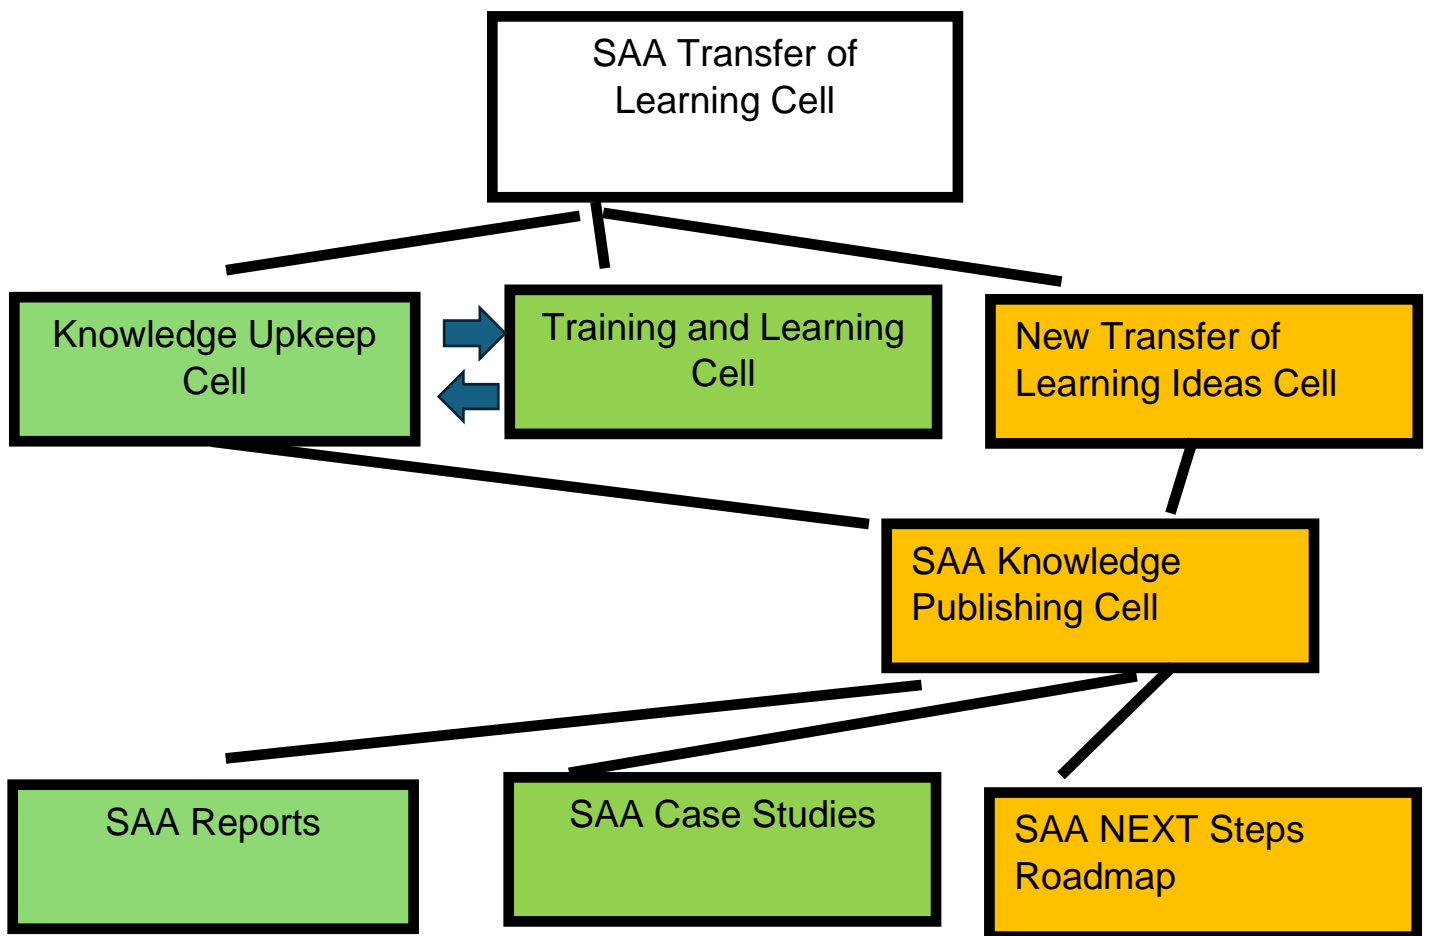 SAA Transfer of
Learning Cell
Knowledge Upkeep
Cell
Training and Learning
Cell
New Transfer of
Learning Ideas Cell
SAA Knowledge
Publishing Cell
SAA Reports
SAA Case Studies
SAA NEXT Steps
Roadmap